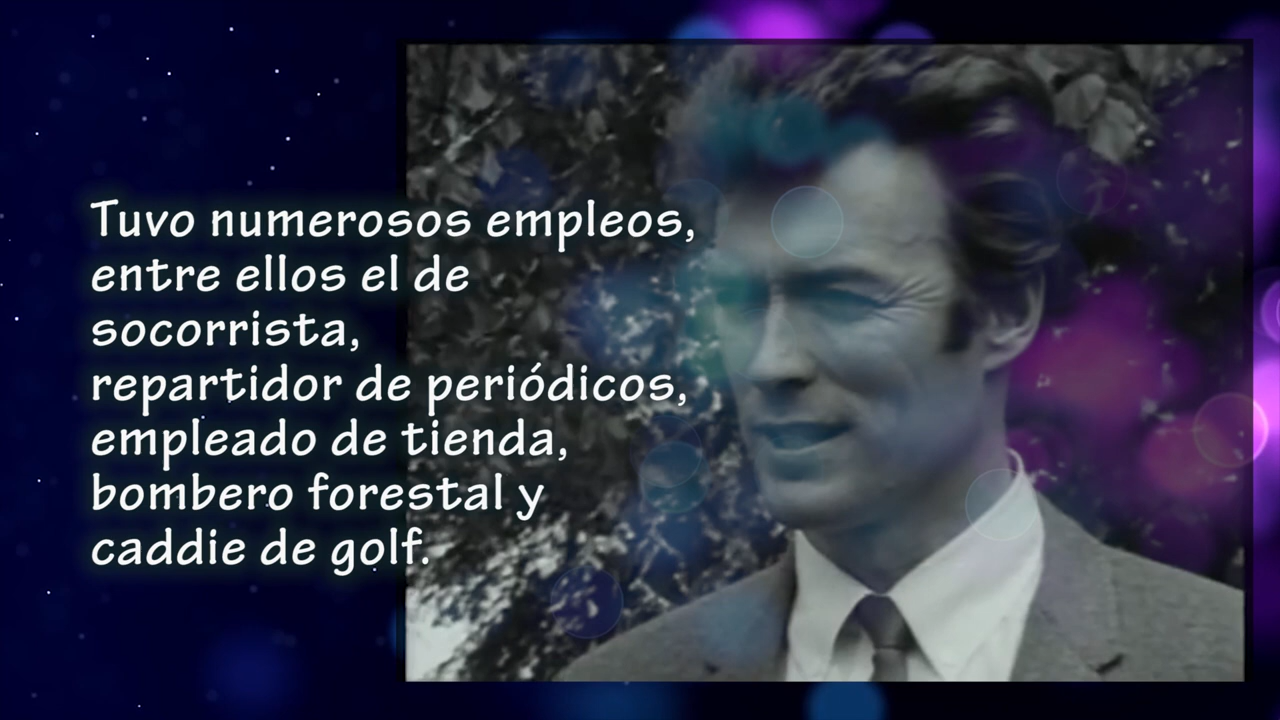 Tuvo numerosos empleos,
entre ellos el de
socorrista,
repartidor de periódicos,
empleado de tienda,
bombero forestal y
caddie de golf.